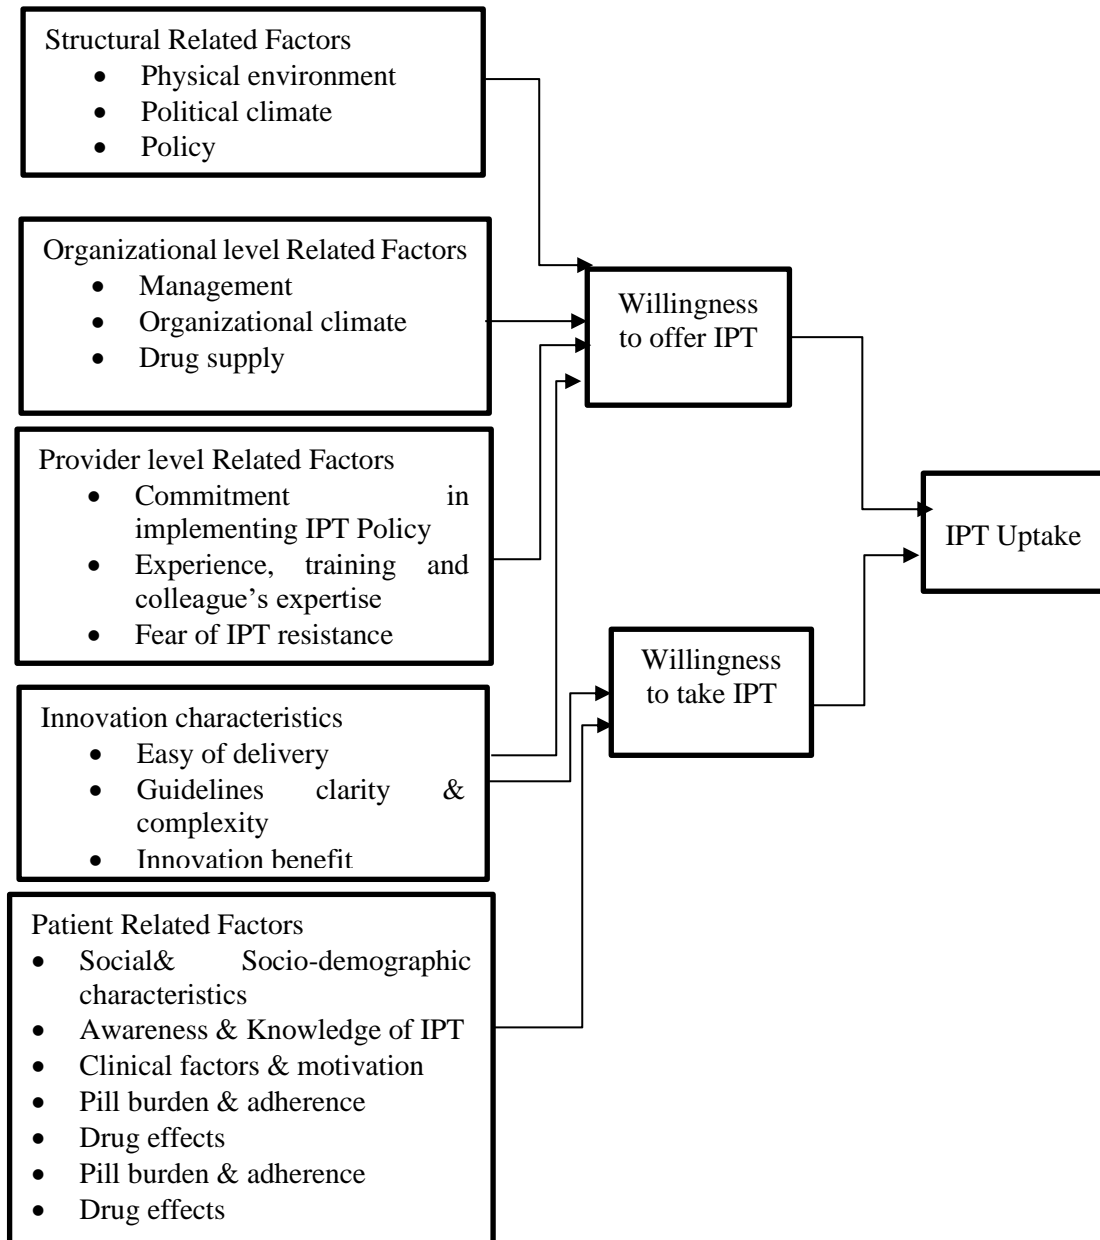 Structural Related Factors
• Physical environment
• Political climate
• Policy
Organizational level Related Factors
• Management
• Organizational climate
• Drug supply
Provider level Related Factors
• Commitment in
implementing IPT Policy
• Experience, training and
colleague’s expertise
• Fear of IPT resistance
Innovation characteristics
• Easy of delivery
• Guidelines clarity &
complexity
• Innovation benefit
Patient Related Factors
• Social& Socio-demographic
characteristics
• Awareness & Knowledge of IPT
• Clinical factors & motivation
• Pill burden & adherence
• Drug effects
• Pill burden & adherence
• Drug effects
Willingness
to offer IPT
Willingness
to take IPT
IPT Uptake